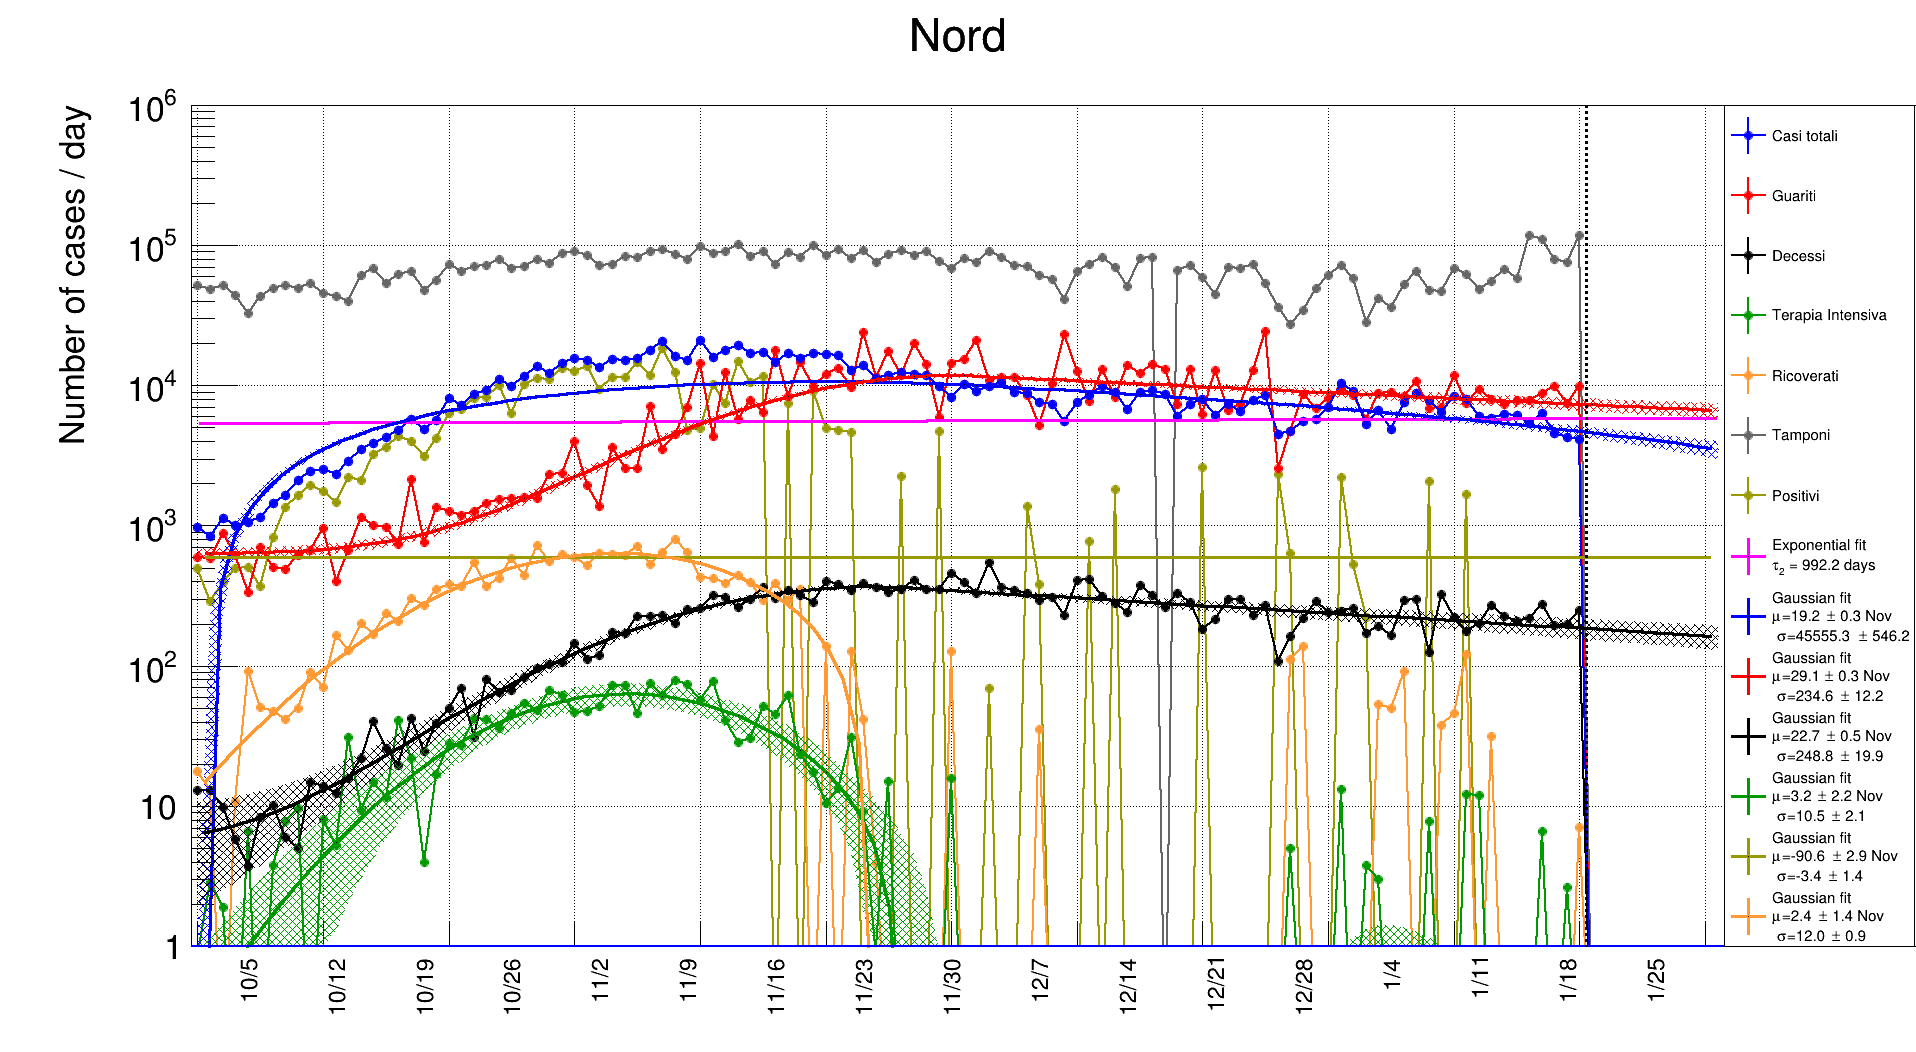 Nord
Number of cases / day
10^6
10^5
10^4
10^3
10^2
10
1
10/5
10/12
10/19
10/26
11/2
11/9
11/16
11/23
11/30
12/7
12/14
12/21
12/28
1/4
1/11
1/18
1/25
Casi totali
Guariti
Decessi
Terapia Intensiva
Ricoverati
Tamponi
Positivi
Exponential fit
τ₂ = 992.2 days
Gaussian fit
μ=19.2 ± 0.3 Nov
σ=45555.3 ± 546.2
Gaussian fit
μ=29.1 ± 0.3 Nov
σ=234.6 ± 12.2
Gaussian fit
μ=22.7 ± 0.5 Nov
σ=248.8 ± 19.9
Gaussian fit
μ=3.2 ± 2.2 Nov
σ=10.5 ± 2.1
Gaussian fit
μ=-90.6 ± 2.9 Nov
σ=-3.4 ± 1.4
Gaussian fit
μ=2.4 ± 1.4 Nov
σ=12.0 ± 0.9